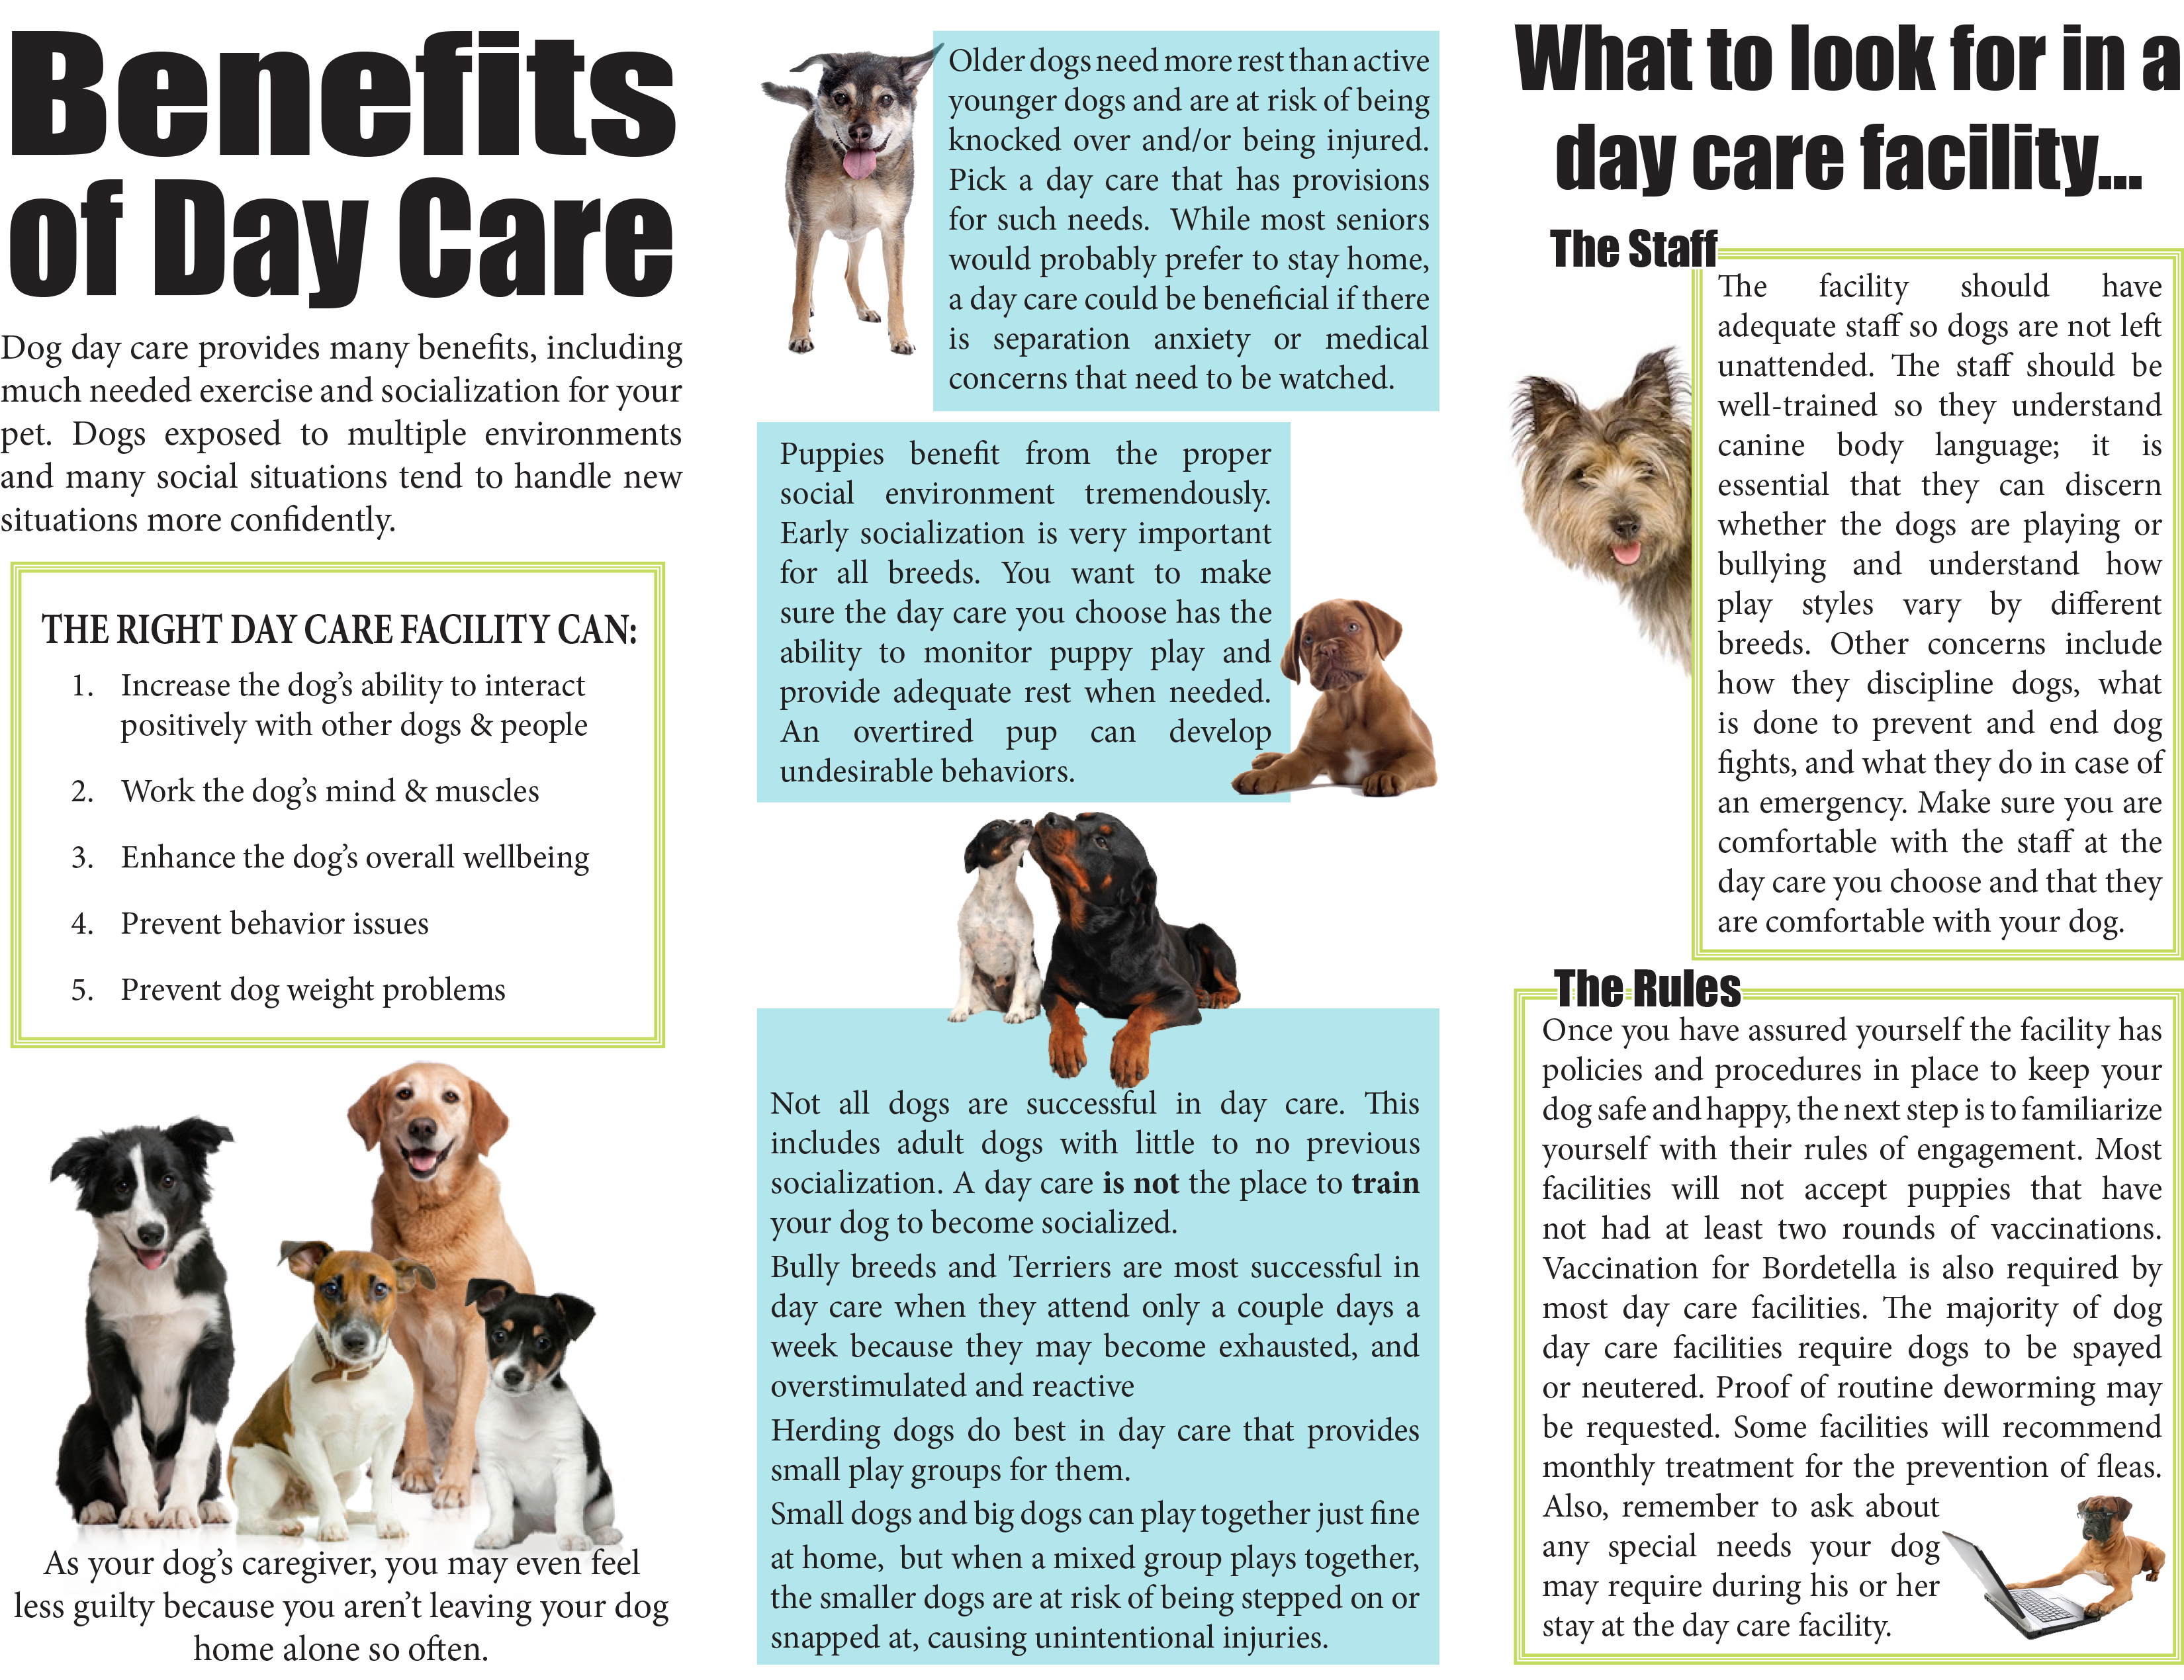 Benefits
of Day Care
Dog day care provides many benefits, including
much needed exercise and socialization for your
pet. Dogs exposed to multiple environments
and many social situations tend to handle new
situations more confidently.
THE RIGHT DAY CARE FACILITY CAN:
1. Increase the dog's ability to interact
positively with other dogs & people
2. Work the dog's mind & muscles
3. Enhance the dog's overall wellbeing
4. Prevent behavior issues
5. Prevent dog weight problems
As your dog's caregiver, you may even feel
less guilty because you aren't leaving your dog
home alone so often.
Older dogs need more rest than active
younger dogs and are at risk of being
knocked over and/or being injured.
Pick a day care that has provisions
for such needs. While most seniors
would probably prefer to stay home,
a day care could be beneficial if there
is separation anxiety or medical
concerns that need to be watched.
Puppies benefit from the proper
social environment tremendously.
Early socialization is very important
for all breeds. You want to make
sure the day care you choose has the
ability to monitor puppy play and
provide adequate rest when needed.
An overtired pup can develop
undesirable behaviors.
Not all dogs are successful in day care. This
includes adult dogs with little to no previous
socialization. A day care is not the place to train
your dog to become socialized.
Bully breeds and Terriers are most successful in
day care when they attend only a couple days a
week because they may become exhausted, and
overstimulated and reactive
Herding dogs do best in day care that provides
small play groups for them.
Small dogs and big dogs can play together just fine
at home, but when a mixed group plays together,
the smaller dogs are at risk of being stepped on or
snapped at, causing unintentional injuries.
What to look for in a
day care facility...
The Staff
The facility should have
adequate staff so dogs are not left
unattended. The staff should be
well-trained so they understand
canine body language; it is
essential that they can discern
whether the dogs are playing or
bullying and understand how
play styles vary by different
breeds. Other concerns include
how they discipline dogs, what
is done to prevent and end dog
fights, and what they do in case of
an emergency. Make sure you are
comfortable with the staff at the
day care you choose and that they
are comfortable with your dog.
The Rules
Once you have assured yourself the facility has
policies and procedures in place to keep your
dog safe and happy, the next step is to familiarize
yourself with their rules of engagement. Most
facilities will not accept puppies that have
not had at least two rounds of vaccinations.
Vaccination for Bordetella is also required by
most day care facilities. The majority of dog
day care facilities require dogs to be spayed
or neutered. Proof of routine deworming may
be requested. Some facilities will recommend
monthly treatment for the prevention of fleas.
Also, remember to ask about
any special needs your dog
may require during his or her
stay at the day care facility.